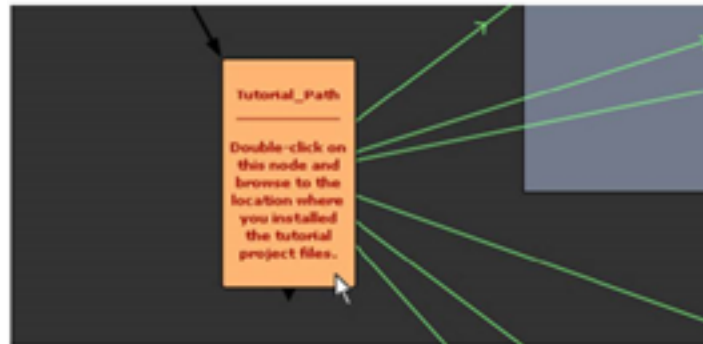 Tutorial_Path
Double-click on
this node and
browse to the
location where
you installed
the tutorial
project files.